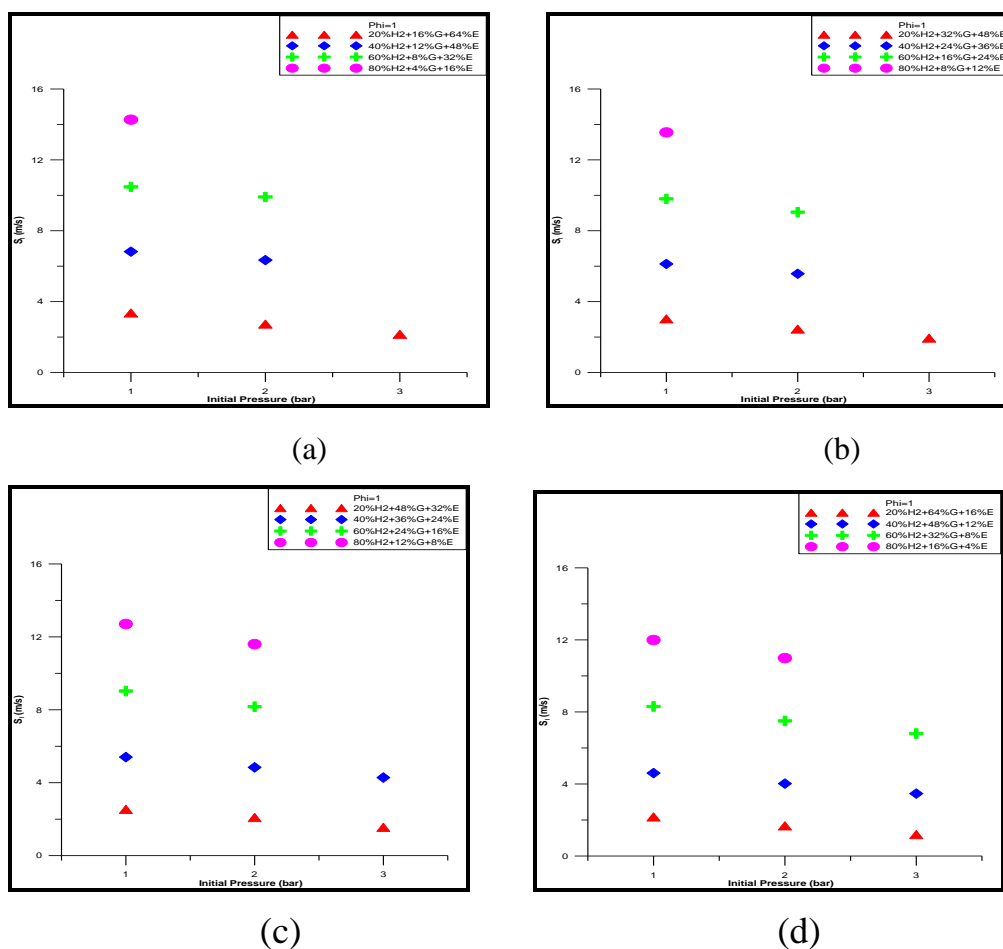 Phi=1
20%H2+16%G+64%E
40%H2+12%G+48%E
60%H2+8%G+32%E
80%H2+4%G+16%E
16
12
8
4
0
Sₗ (m/s)
1 2 3
Initial Pressure (bar)
(a)
Phi=1
20%H2+32%G+48%E
40%H2+24%G+36%E
60%H2+16%G+24%E
80%H2+8%G+12%E
16
12
8
4
0
Sₗ (m/s)
1 2 3
Initial Pressure (bar)
(b)
Phi=1
20%H2+48%G+32%E
40%H2+36%G+24%E
60%H2+24%G+16%E
80%H2+12%G+8%E
16
12
8
4
0
Sₗ (m/s)
1 2 3
Initial Pressure (bar)
(c)
Phi=1
20%H2+64%G+16%E
40%H2+48%G+12%E
60%H2+32%G+8%E
80%H2+16%G+4%E
16
12
8
4
0
Sₗ (m/s)
1 2 3
Initial Pressure (bar)
(d)